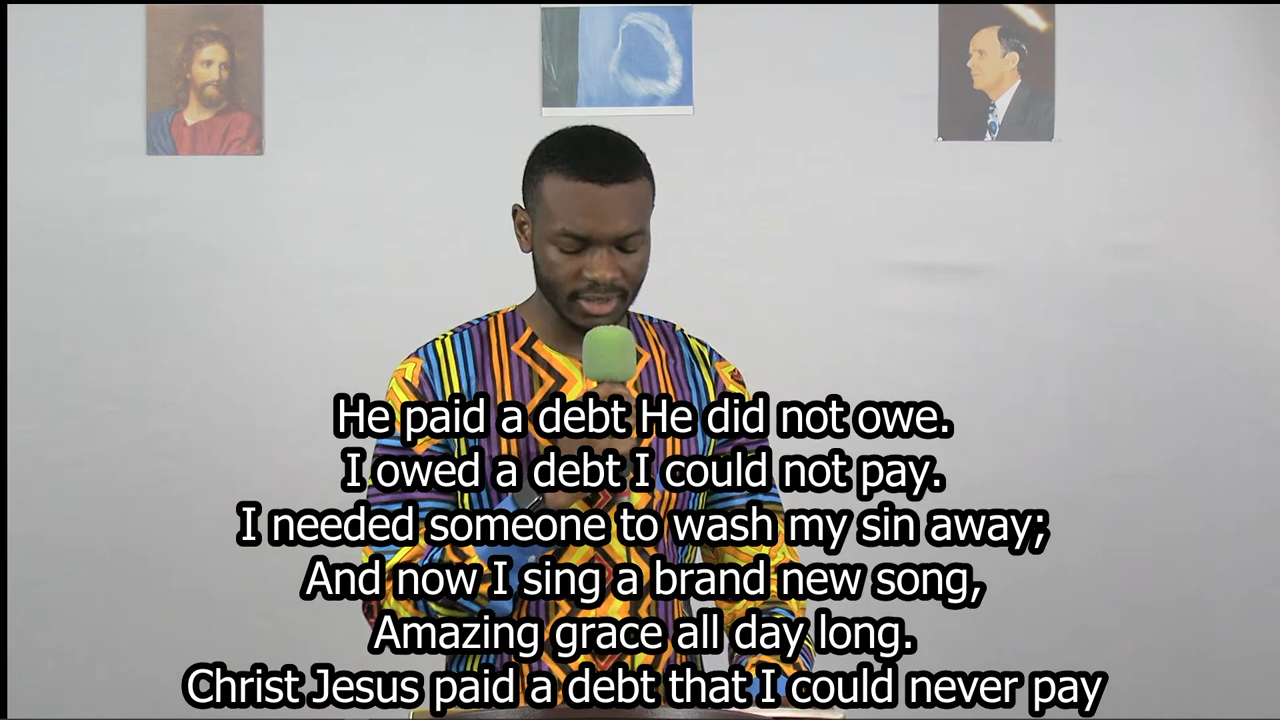 He paid a debt He did not owe.
I owed a debt I could not pay.
I needed someone to wash my sin away;
And now I sing a brand new song,
Amazing grace all day long.
Christ Jesus paid a debt that I could never pay